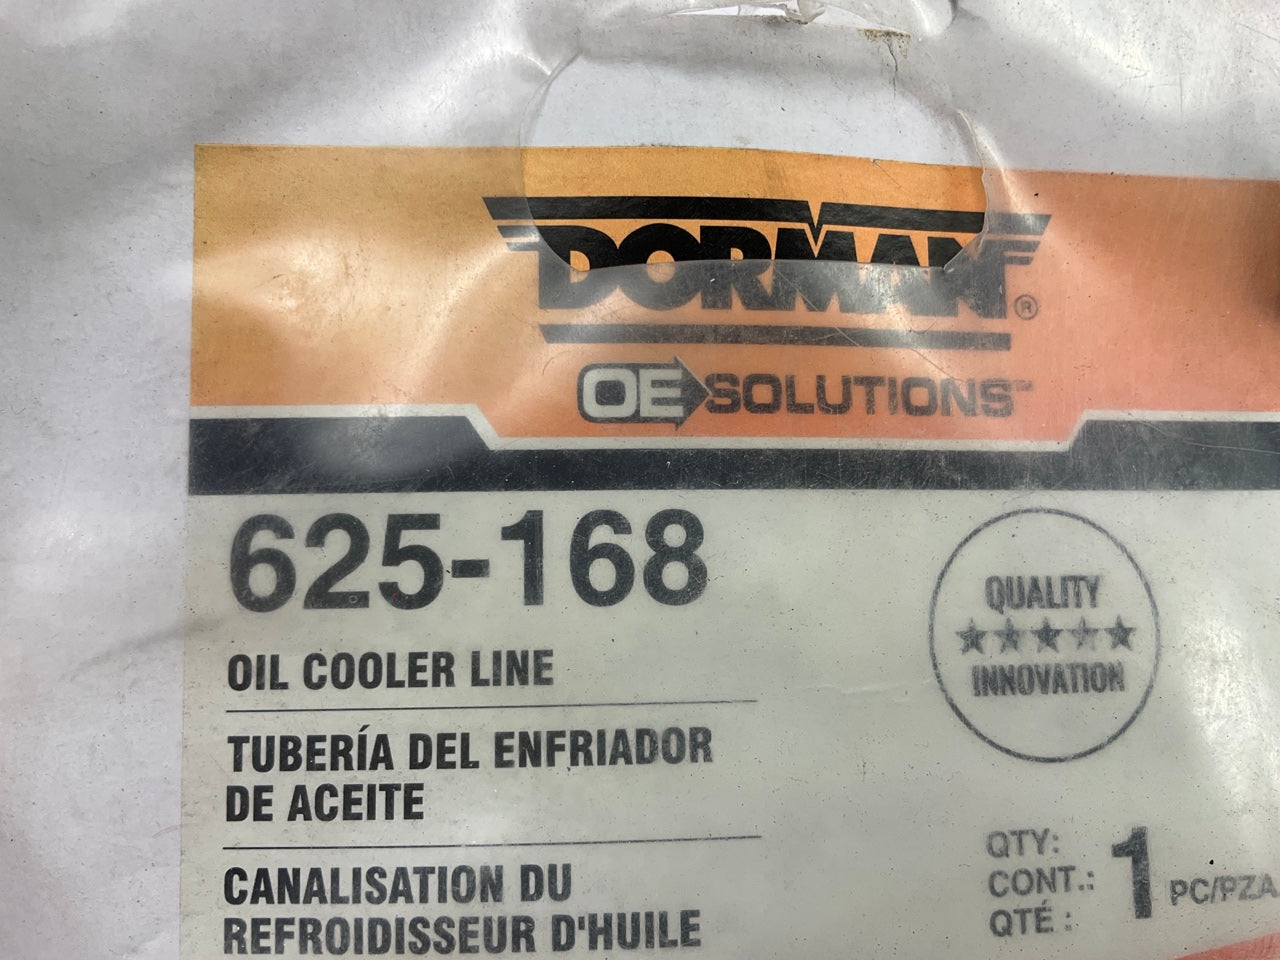 DORMAN®
OE SOLUTIONS™
625-168
OIL COOLER LINE
TUBERÍA DEL ENFRIADOR
DE ACEITE
CANALISATION DU
REFROIDISSEUR D'HUILE
QUALITY
★★★★★
INNOVATION
QTY:
CONT.:
QTÉ :
1 PC/PZA